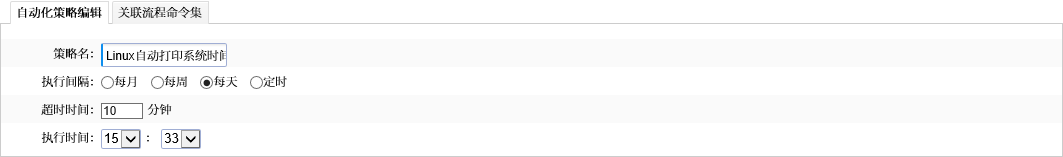 自动化策略编辑 关联流程命令集
策略名: Linux自动打印系统时间
执行间隔: 每月 每周 每天 定时
超时时间: 10 分钟
执行时间: 15 : 33